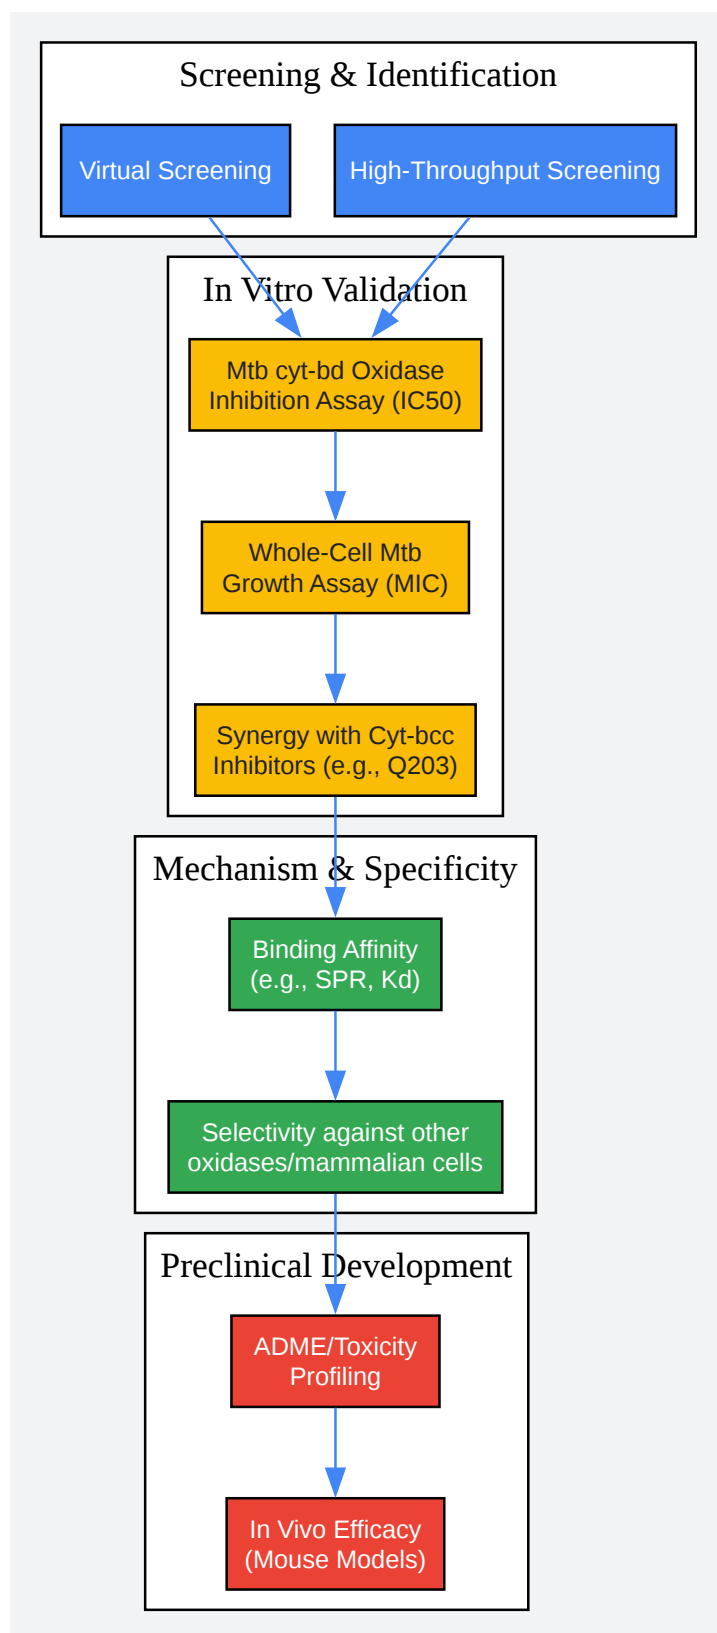 Screening & Identification
Virtual Screening
High-Throughput Screening
In Vitro Validation
Mtb cyt-bd Oxidase
Inhibition Assay (IC50)
Whole-Cell Mtb
Growth Assay (MIC)
Synergy with Cyt-bcc
Inhibitors (e.g., Q203)
Mechanism & Specificity
Binding Affinity
(e.g., SPR, Kd)
Selectivity against other
oxidases/mammalian cells
Preclinical Development
ADME/Toxicity
Profiling
In Vivo Efficacy
(Mouse Models)